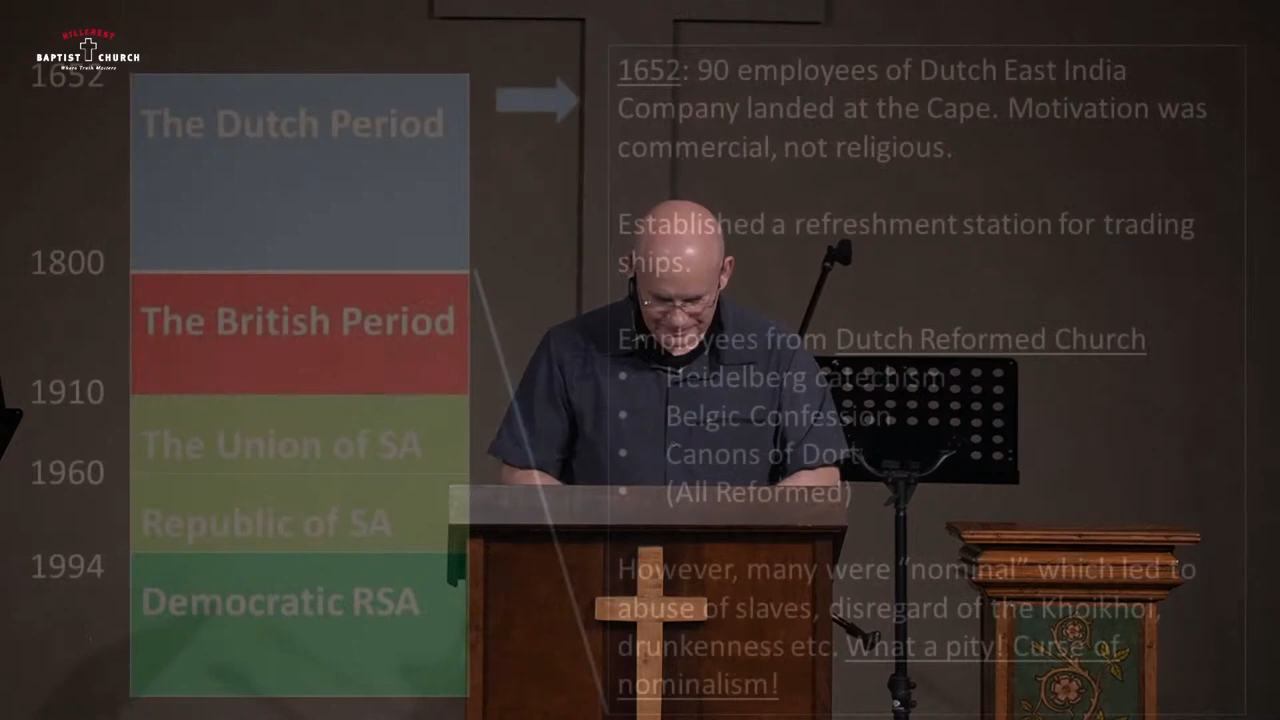 HILLCREST
BAPTIST CHURCH
Where Truth Matters
1652
The Dutch Period
1800
The British Period
1910
The Union of SA
1960
Republic of SA
1994
Democratic RSA
1652: 90 employees of Dutch East India
Company landed at the Cape. Motivation was
commercial, not religious.
Established a refreshment station for trading
ships.
Employees from Dutch Reformed Church
• Heidelberg catechism
• Belgic Confession
• Canons of Dort
• (All Reformed)
However, many were “nominal” which led to
abuse of slaves, disregard of the Khoikhoi,
drunkenness etc. What a pity! Curse of
nominalism!